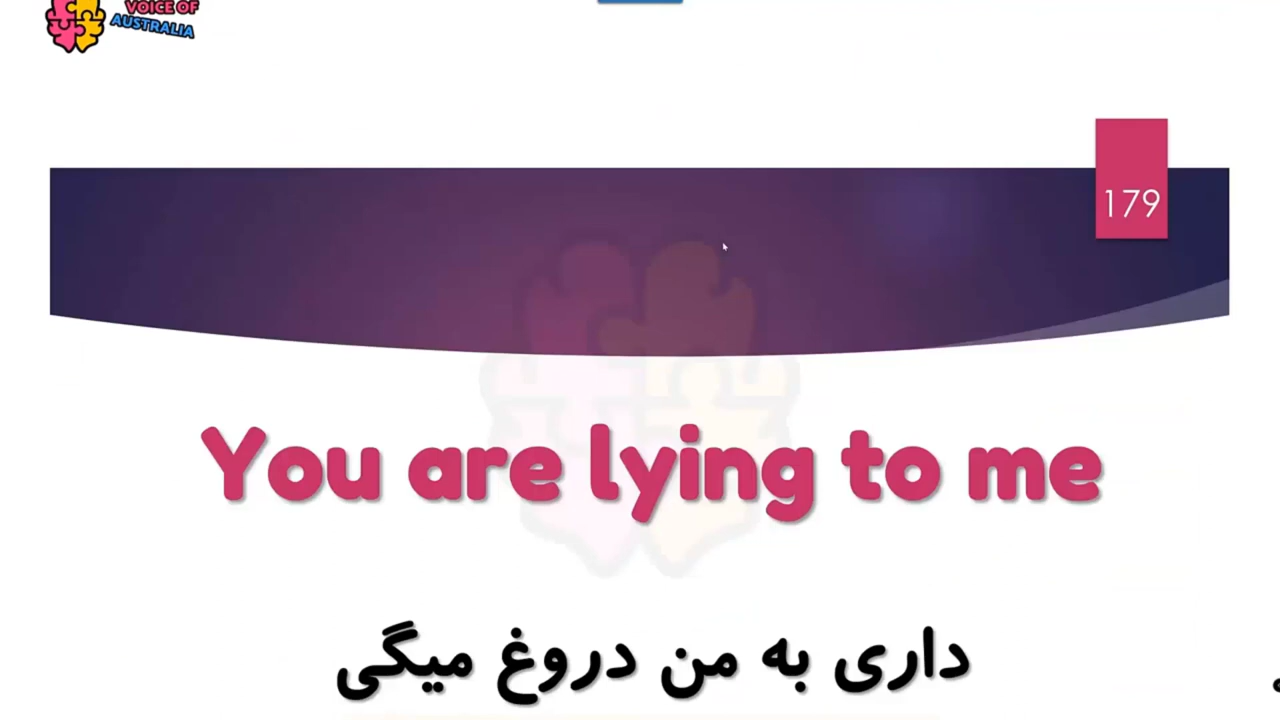 VOICE OF
AUSTRALIA
179
You are lying to me
داری به من دروغ میگی